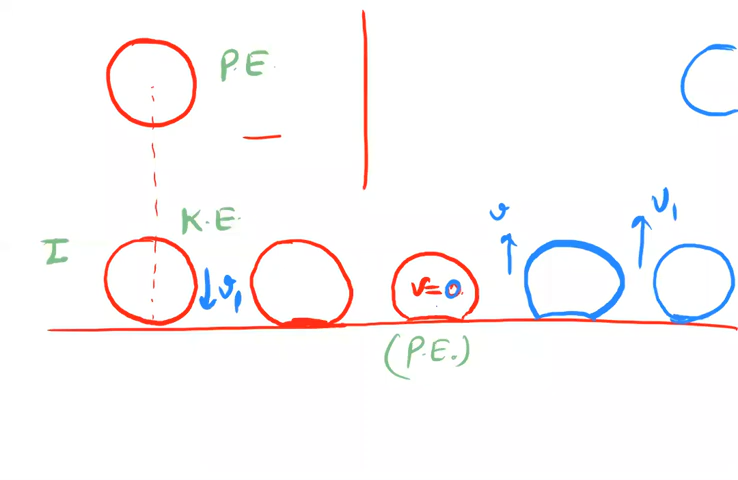 P.E.
K.E.
I
v₁
v=0
v
v₁
(P.E.)